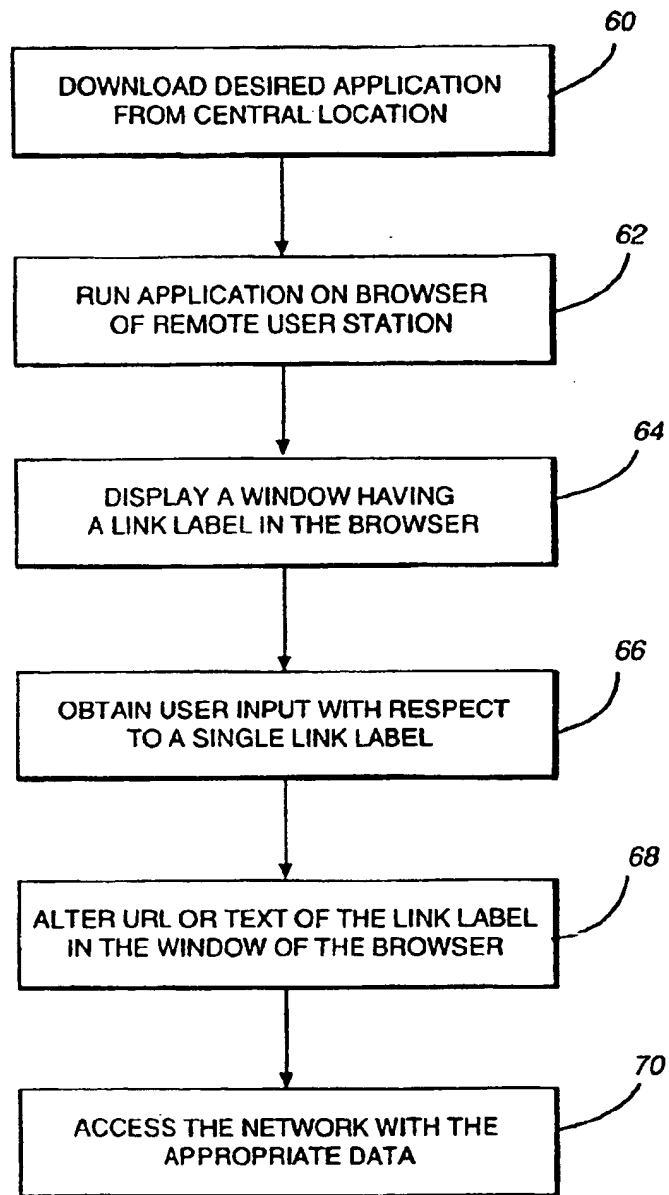 60
DOWNLOAD DESIRED APPLICATION
FROM CENTRAL LOCATION
62
RUN APPLICATION ON BROWSER
OF REMOTE USER STATION
64
DISPLAY A WINDOW HAVING
A LINK LABEL IN THE BROWSER
66
OBTAIN USER INPUT WITH RESPECT
TO A SINGLE LINK LABEL
68
ALTER URL OR TEXT OF THE LINK LABEL
IN THE WINDOW OF THE BROWSER
70
ACCESS THE NETWORK WITH THE
APPROPRIATE DATA